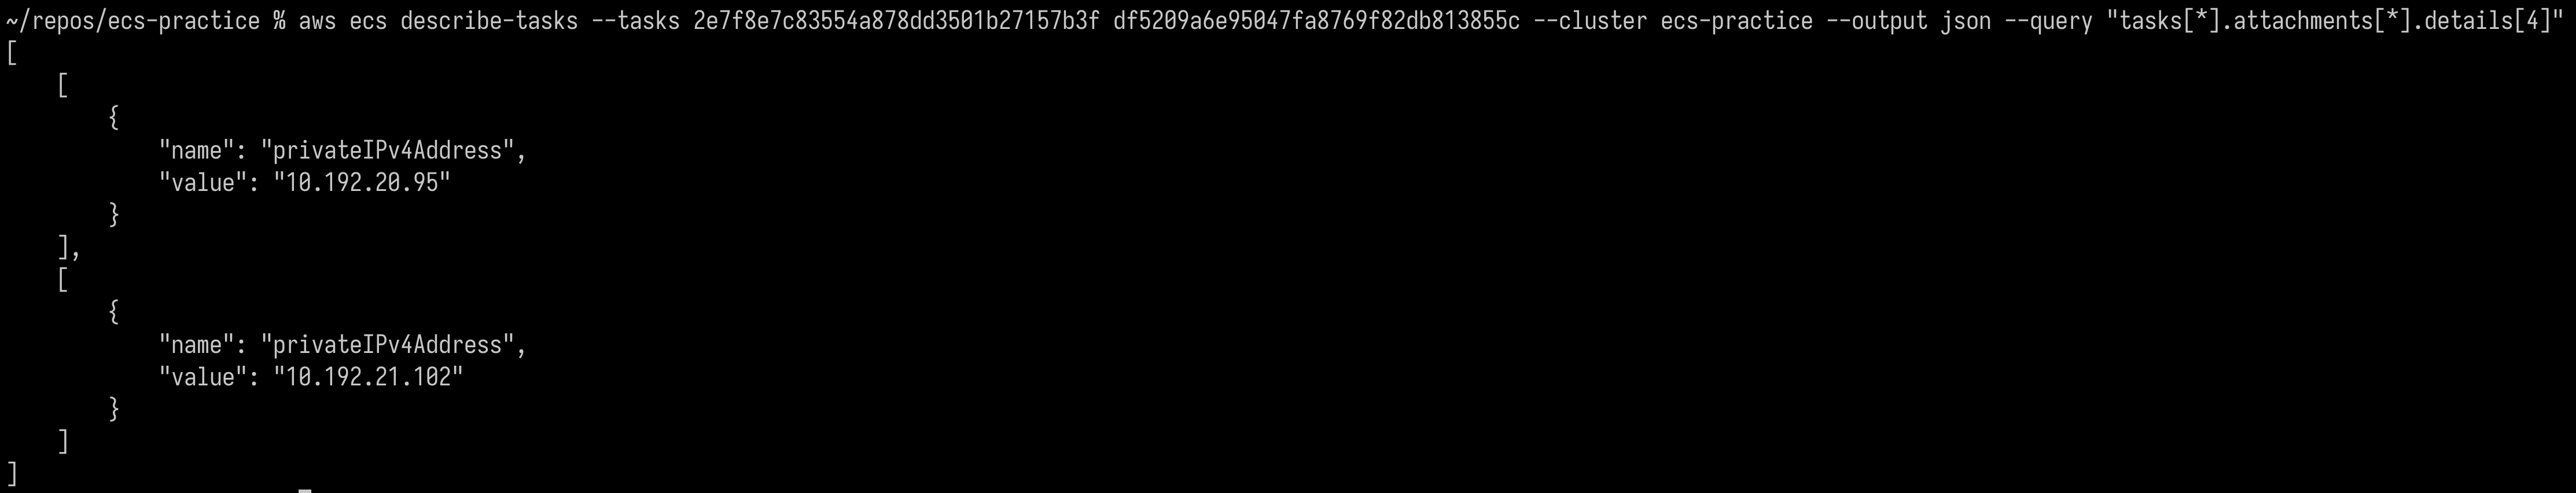 ~/repos/ecs-practice % aws ecs describe-tasks --tasks 2e7f8e7c83554a878dd3501b27157b3f df5209a6e95047fa8769f82db813855c --cluster ecs-practice --output json --query "tasks[*].attachments[*].details[4]"
[
    [
        {
            "name": "privateIPv4Address",
            "value": "10.192.20.95"
        }
    ],
    [
        {
            "name": "privateIPv4Address",
            "value": "10.192.21.102"
        }
    ]
]